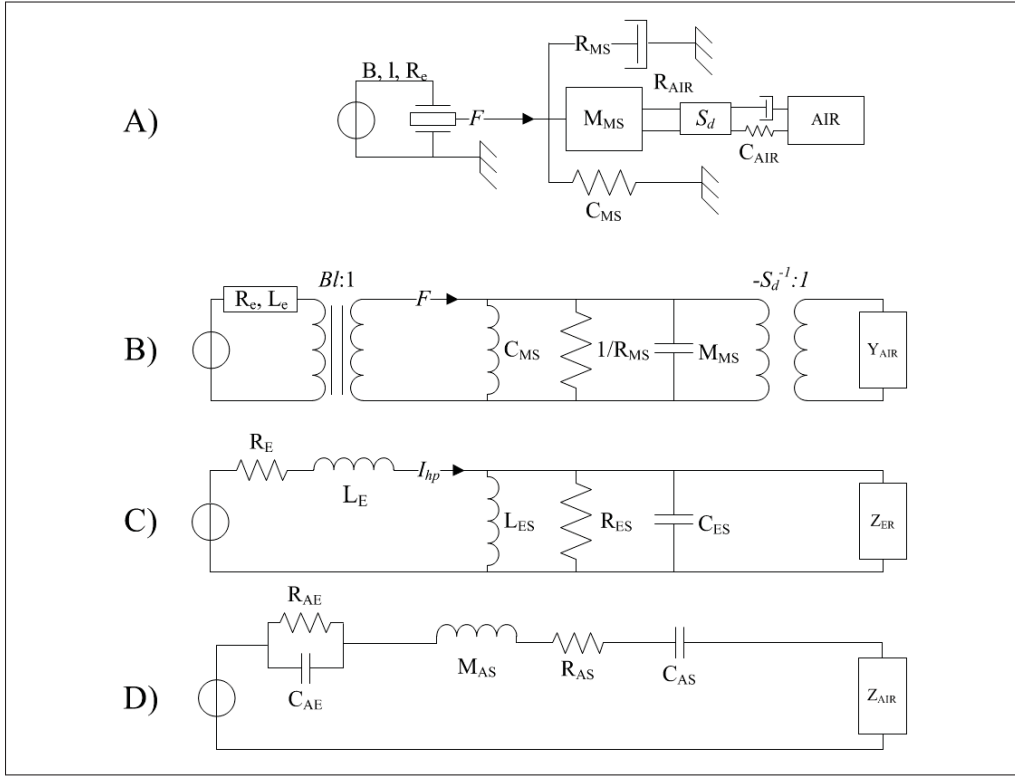 A)
B, l, R_e
F
R_MS
R_AIR
M_MS
S_d
AIR
C_AIR
C_MS
B)
R_e, L_e
Bl:1
F
C_MS
1/R_MS
M_MS
-S_d^-1:1
Y_AIR
C)
R_E
L_E
I_hp
L_ES
R_ES
C_ES
Z_ER
D)
R_AE
C_AE
M_AS
R_AS
C_AS
Z_AIR